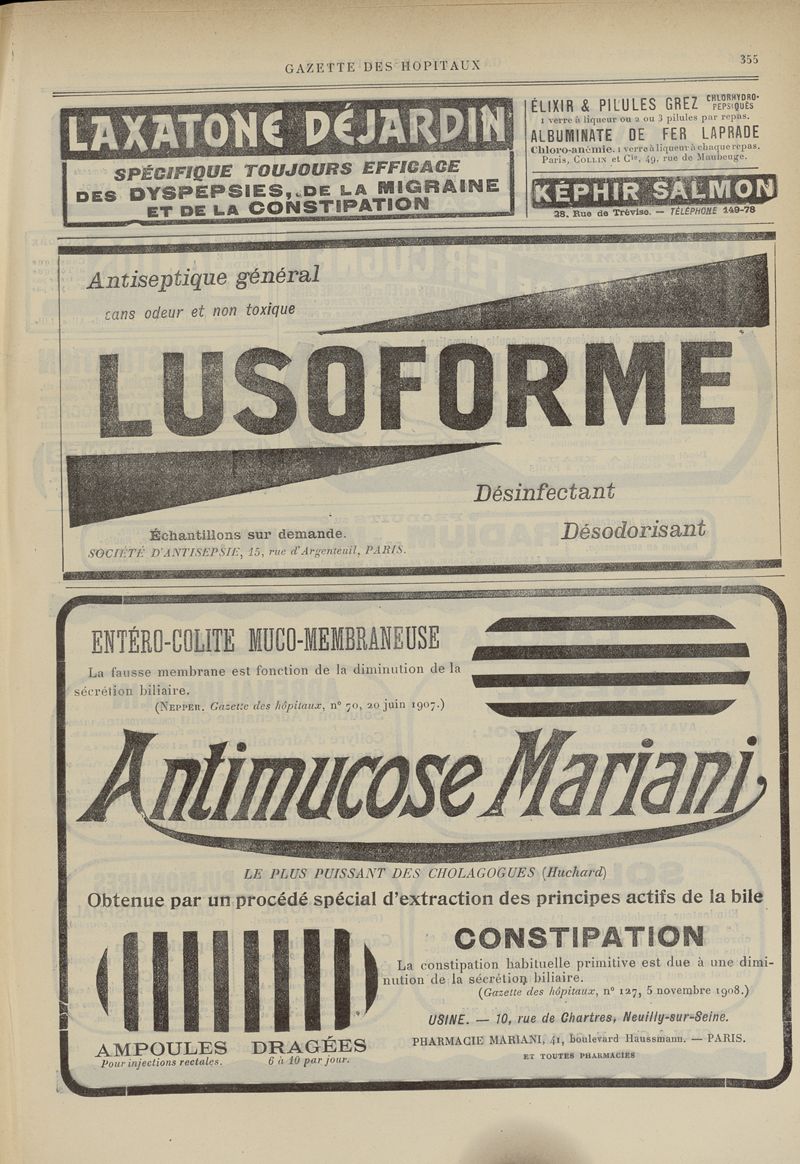 GAZETTE DES HOPITAUX
355
LAXATONE DÉJARDIN
SPÉCIFIQUE TOUJOURS EFFICACE
DES DYSPEPSIES, DE LA MIGRAINE
ET DE LA CONSTIPATION
ÉLIXIR & PILULES GREZ CHLORHYDRO-PEPSIQUES
1 verre à liqueur ou 2 ou 3 pilules par repas.
ALBUMINATE DE FER LAPRADE
Chloro-anémie. 1 verre à liqueur à chaque repas.
Paris, COLLIN et Cie, 49, rue de Maubeuge.
KÉPHIR SALMON
28, Rue de Trévise. — TÉLÉPHONE 149-78
Antiseptique général
sans odeur et non toxique
LUSOFORME
Désinfectant
Désodorisant
Échantillons sur demande.
SOCIÉTÉ D'ANTISEPSIE, 15, rue d'Argenteuil, PARIS.
ENTÉRO-COLITE MUCO-MEMBRANEUSE
La fausse membrane est fonction de la diminution de la
sécrétion biliaire.
(NEPPER. Gazette des hôpitaux, n° 70, 20 juin 1907.)
Antimucose Mariani
LE PLUS PUISSANT DES CHOLAGOGUES (Huchard)
Obtenue par un procédé spécial d'extraction des principes actifs de la bile
CONSTIPATION
La constipation habituelle primitive est due à une dimi-
nution de la sécrétion biliaire.
(Gazette des hôpitaux, n° 127, 5 novembre 1908.)
USINE. — 10, rue de Chartres, Neuilly-sur-Seine.
PHARMACIE MARIANI, 41, boulevard Haussmann. — PARIS.
ET TOUTES PHARMACIES
AMPOULES
Pour injections rectales.
DRAGÉES
6 à 10 par jour.